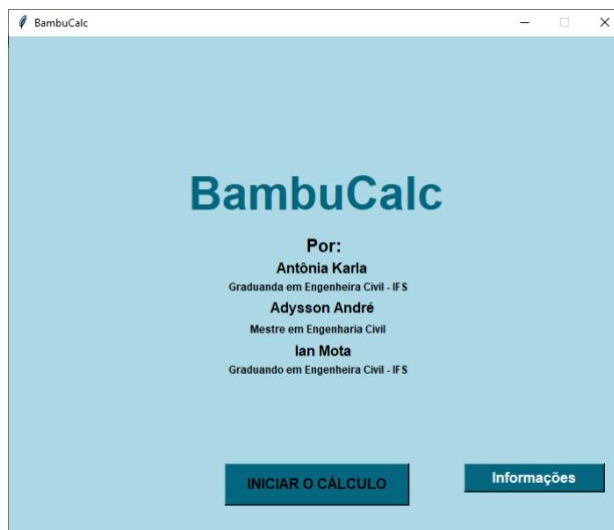 BambuCalc
BambuCalc
Por:
Antônia Karla
Graduanda em Engenheira Civil - IFS
Adysson André
Mestre em Engenharia Civil
Ian Mota
Graduando em Engenheira Civil - IFS
INICIAR O CÁLCULO
Informações